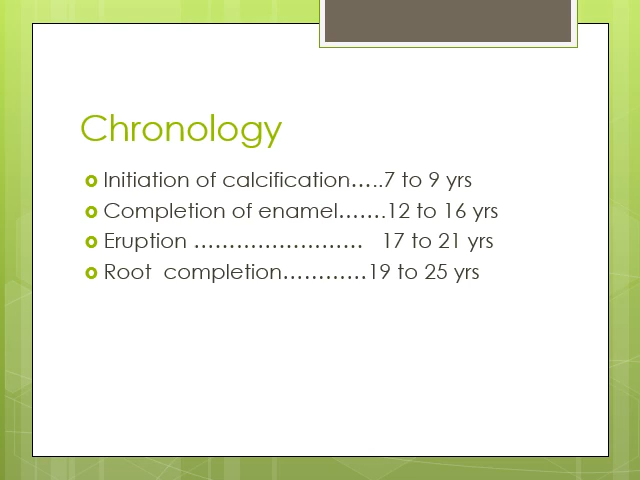 Chronology
Initiation of calcification…..7 to 9 yrs
Completion of enamel…….12 to 16 yrs
Eruption …………………… 17 to 21 yrs
Root completion…………19 to 25 yrs